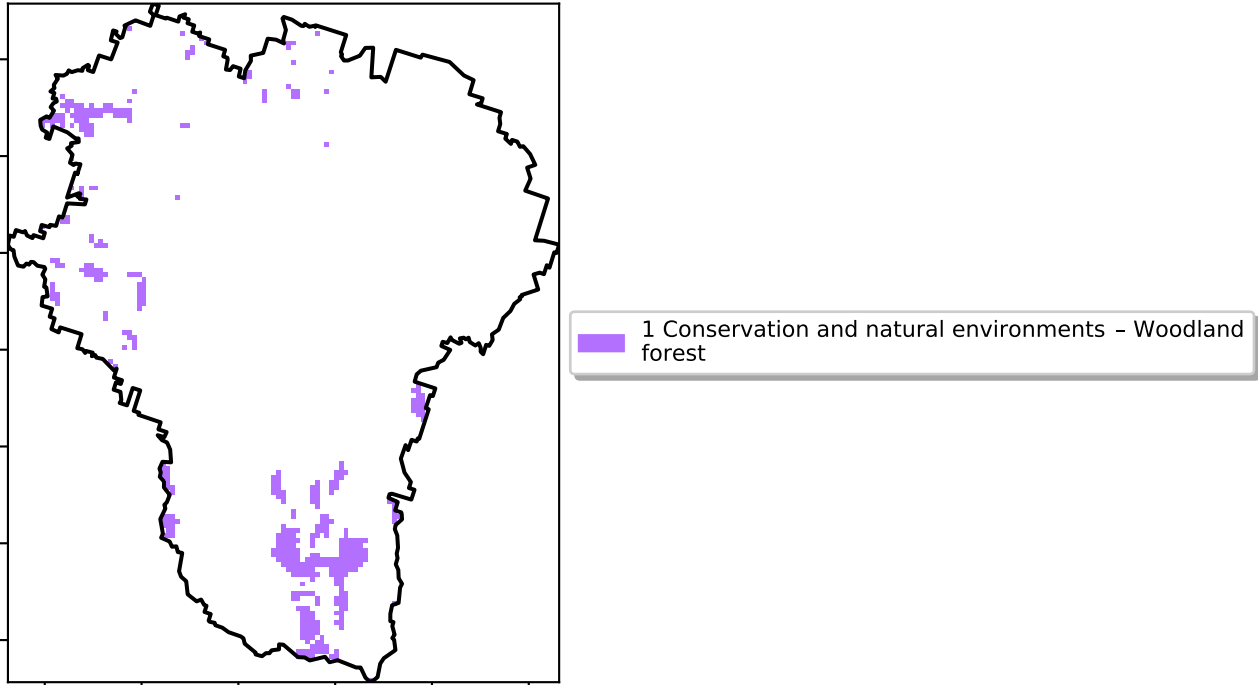 1 Conservation and natural environments – Woodland
forest